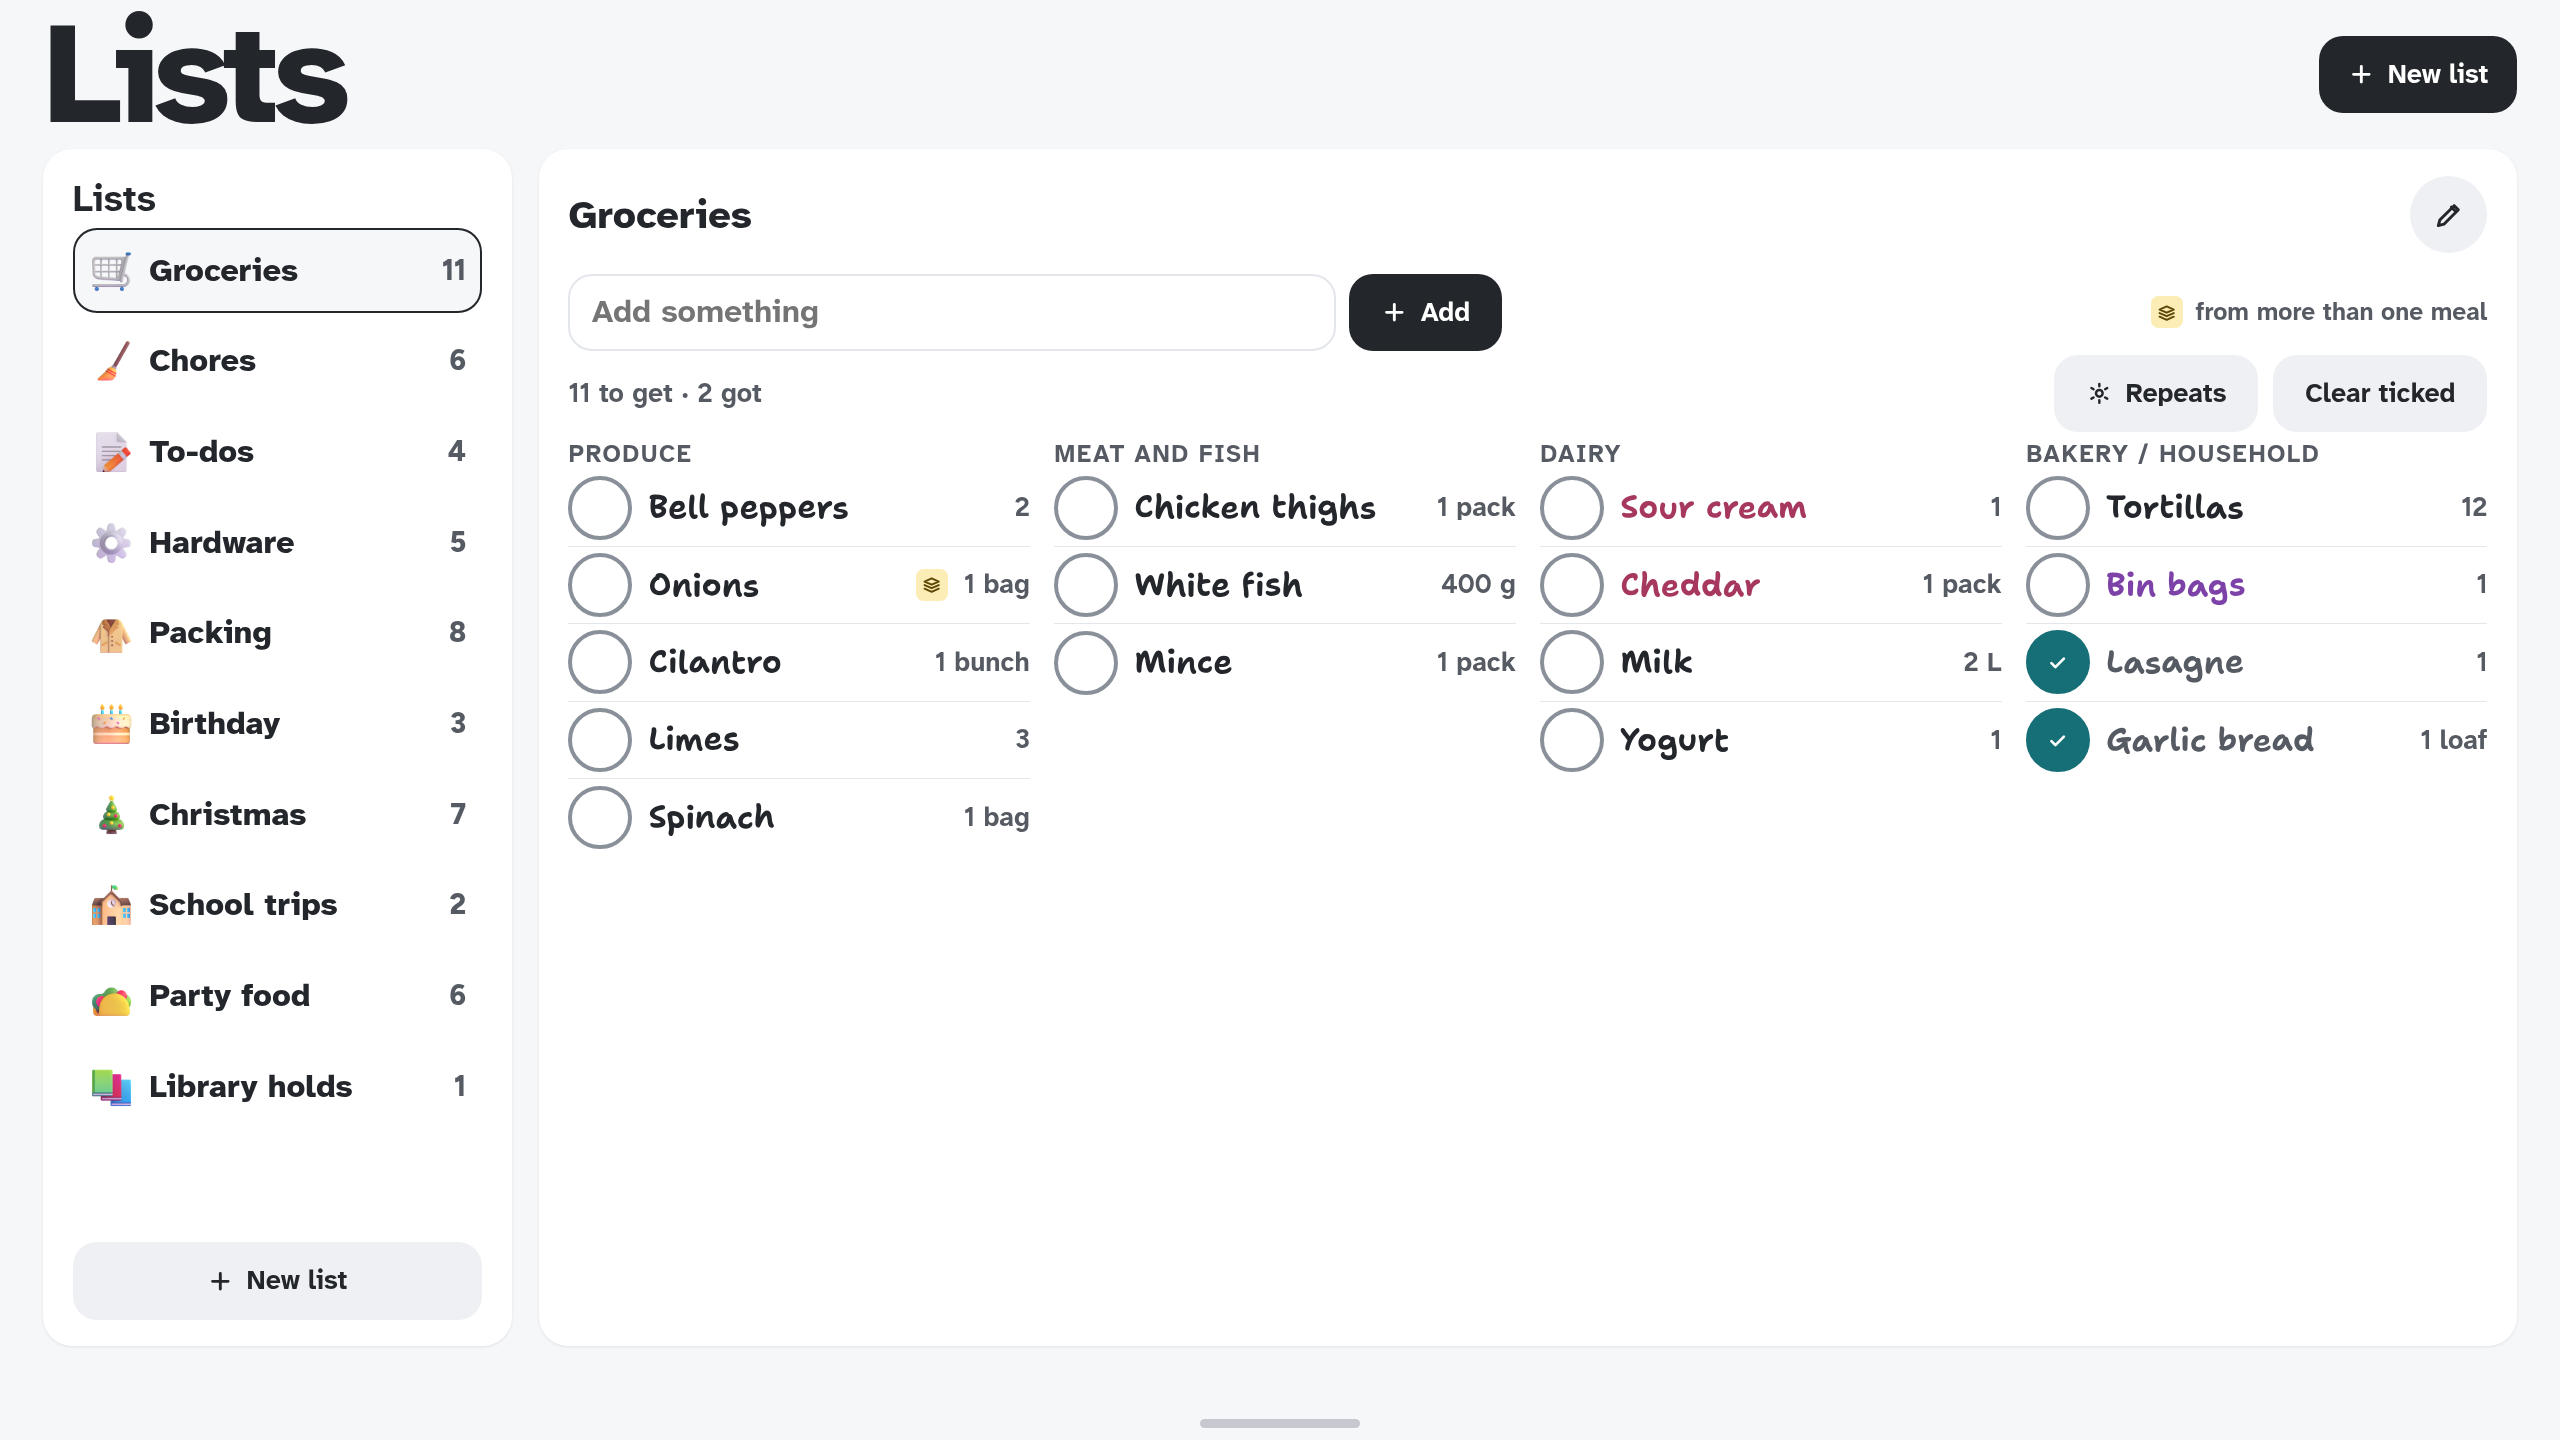 Lists
+ New list
Lists
Groceries 11
Chores 6
To-dos 4
Hardware 5
Packing 8
Birthday 3
Christmas 7
School trips 2
Party food 6
Library holds 1
+ New list
Groceries
Add something
+ Add
from more than one meal
11 to get · 2 got
Repeats
Clear ticked
PRODUCE
Bell peppers 2
Onions 1 bag
Cilantro 1 bunch
Limes 3
Spinach 1 bag
MEAT AND FISH
Chicken thighs 1 pack
White fish 400 g
Mince 1 pack
DAIRY
Sour cream 1
Cheddar 1 pack
Milk 2 L
Yogurt 1
BAKERY / HOUSEHOLD
Tortillas 12
Bin bags 1
Lasagne 1
Garlic bread 1 loaf